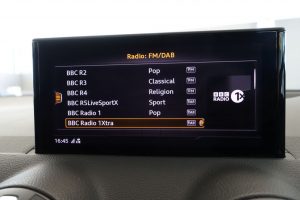 Radio: FM/DAB
BBC R2 Pop
BBC R3 Classical
BBC R4 Religion
BBC R5LiveSportX Sport
BBC Radio 1 Pop
BBC Radio 1Xtra
BBC
RADIO 1X
16:45